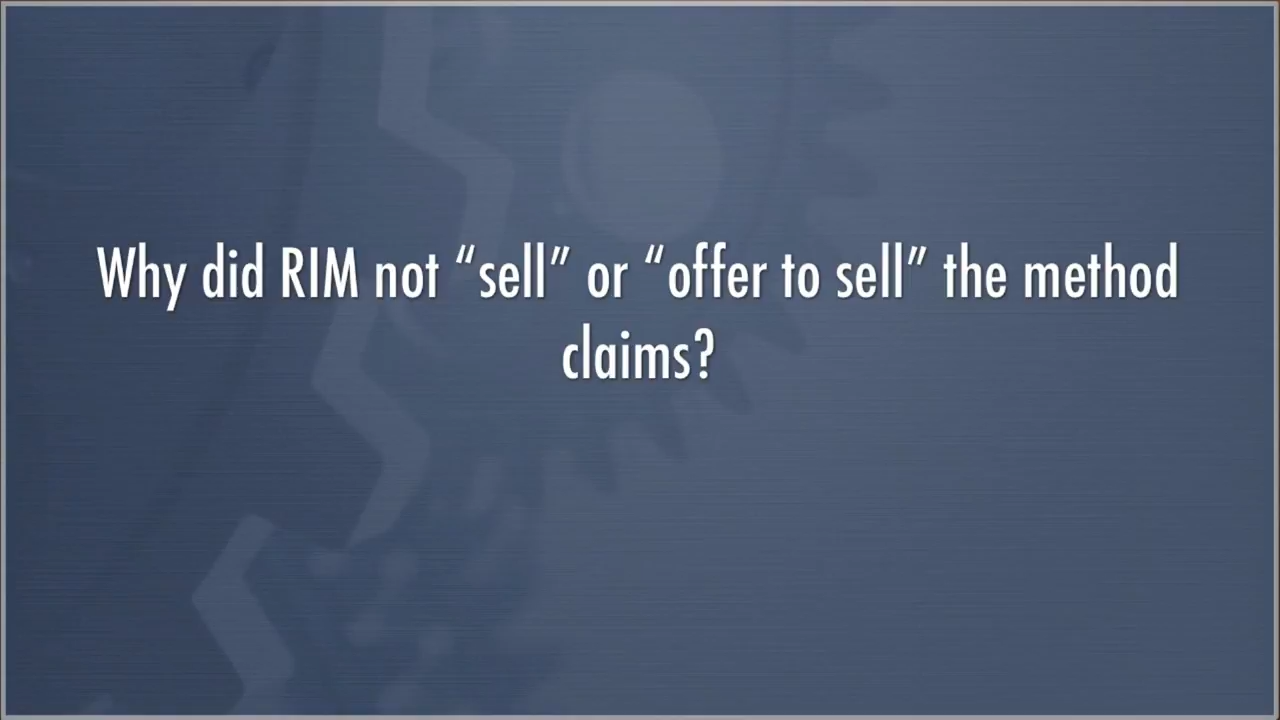 Why did RIM not “sell” or “offer to sell” the method
claims?